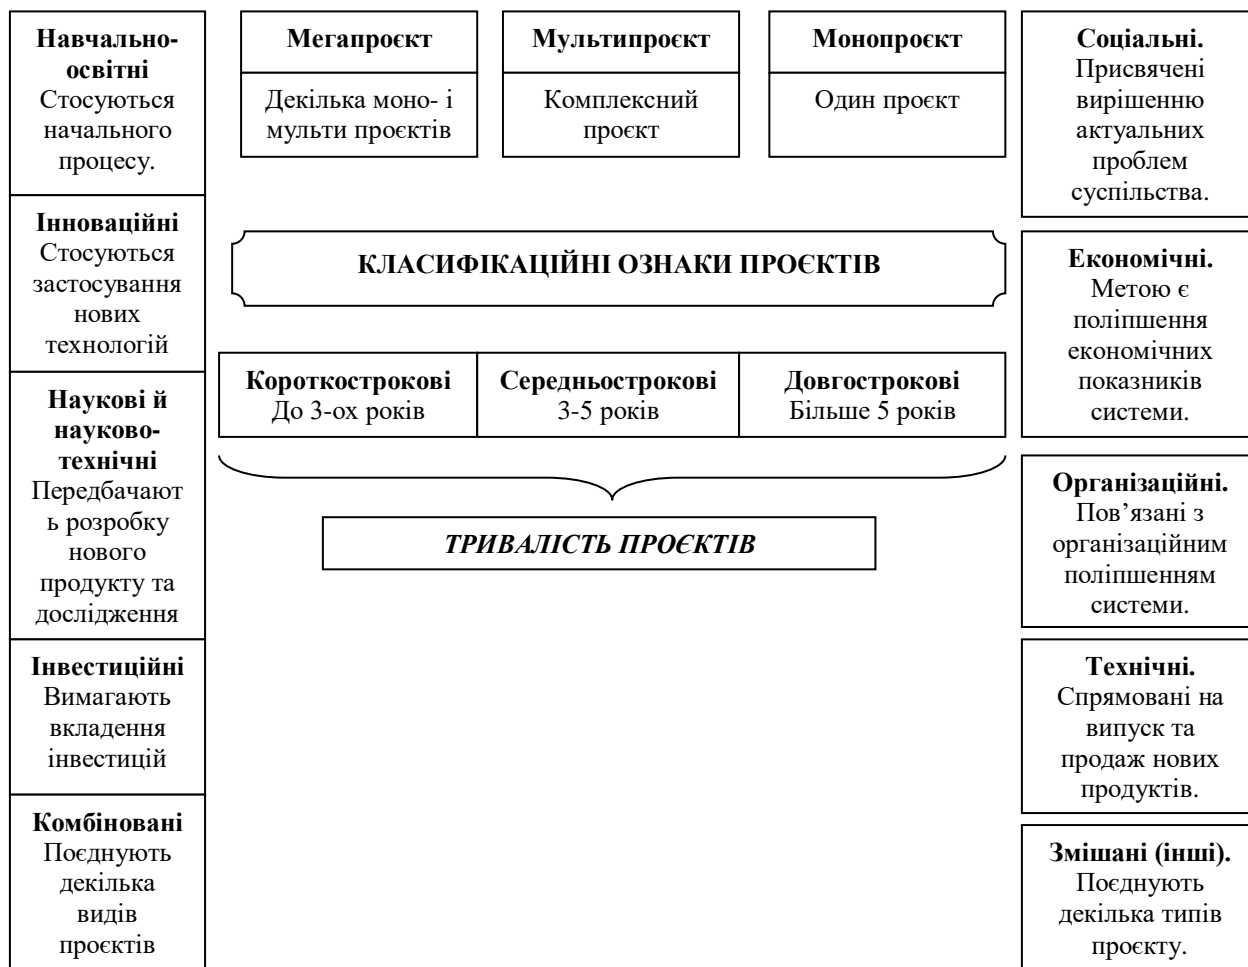 Навчально-
освітні
Стосуються
начального
процесу.
Інноваційні
Стосуються
застосування
нових
технологій
Наукові й
науково-
технічні
Передбачают
ь розробку
нового
продукту та
дослідження
Інвестиційні
Вимагають
вкладення
інвестицій
Комбіновані
Поєднують
декілька
видів
проєктів
Мегапроєкт
Декілька моно- і
мульти проєктів
Мультипроєкт
Комплексний
проєкт
Монопроєкт
Один проєкт
КЛАСИФІКАЦІЙНІ ОЗНАКИ ПРОЄКТІВ
Короткострокові
До 3-ох років
Середньострокові
3-5 років
Довгострокові
Більше 5 років
ТРИВАЛІСТЬ ПРОЄКТІВ
Соціальні.
Присвячені
вирішенню
актуальних
проблем
суспільства.
Економічні.
Метою є
поліпшення
економічних
показників
системи.
Організаційні.
Пов’язані з
організаційним
поліпшенням
системи.
Технічні.
Спрямовані на
випуск та
продаж нових
продуктів.
Змішані (інші).
Поєднують
декілька типів
проєкту.